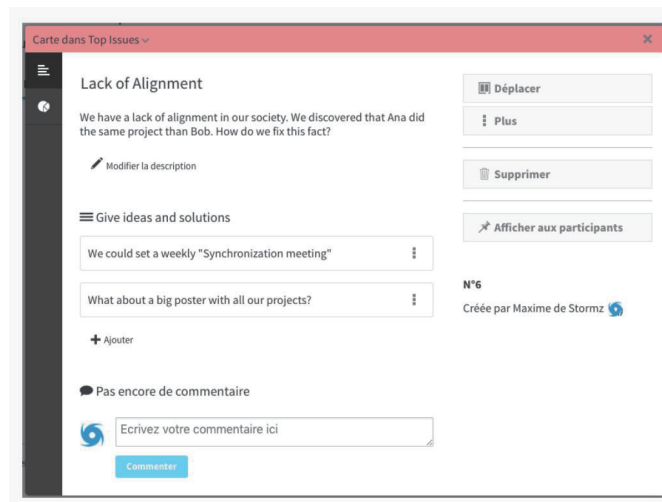 Carte dans Top Issues
Lack of Alignment
We have a lack of alignment in our society. We discovered that Ana did
the same project than Bob. How do we fix this fact?
Modifier la description
Give ideas and solutions
We could set a weekly "Synchronization meeting"
What about a big poster with all our projects?
Ajouter
Pas encore de commentaire
Ecrivez votre commentaire ici
Commenter
Déplacer
Plus
Supprimer
Afficher aux participants
N°6
Créée par Maxime de Stormz